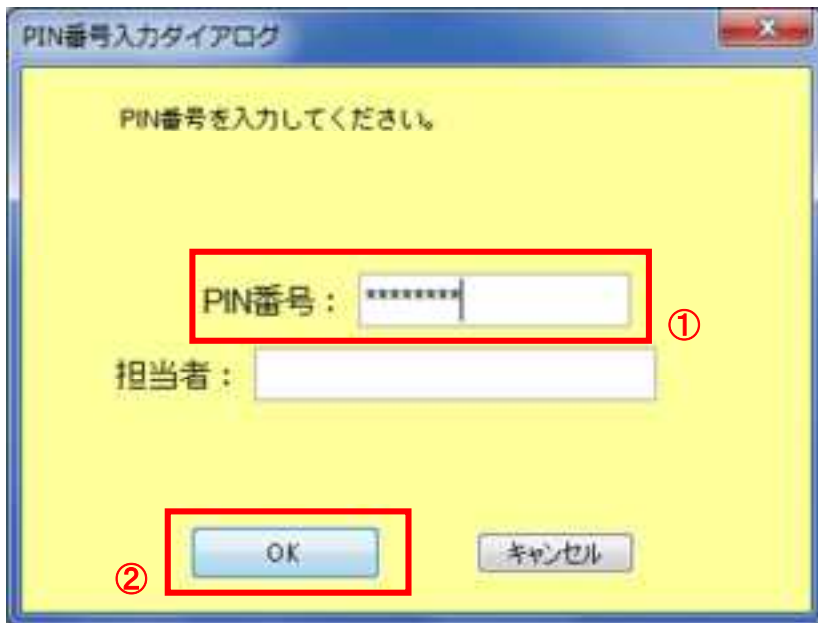 PIN番号入力ダイアログ
PIN番号を入力してください。
PIN番号： ********
①
担当者：
OK
キャンセル
②